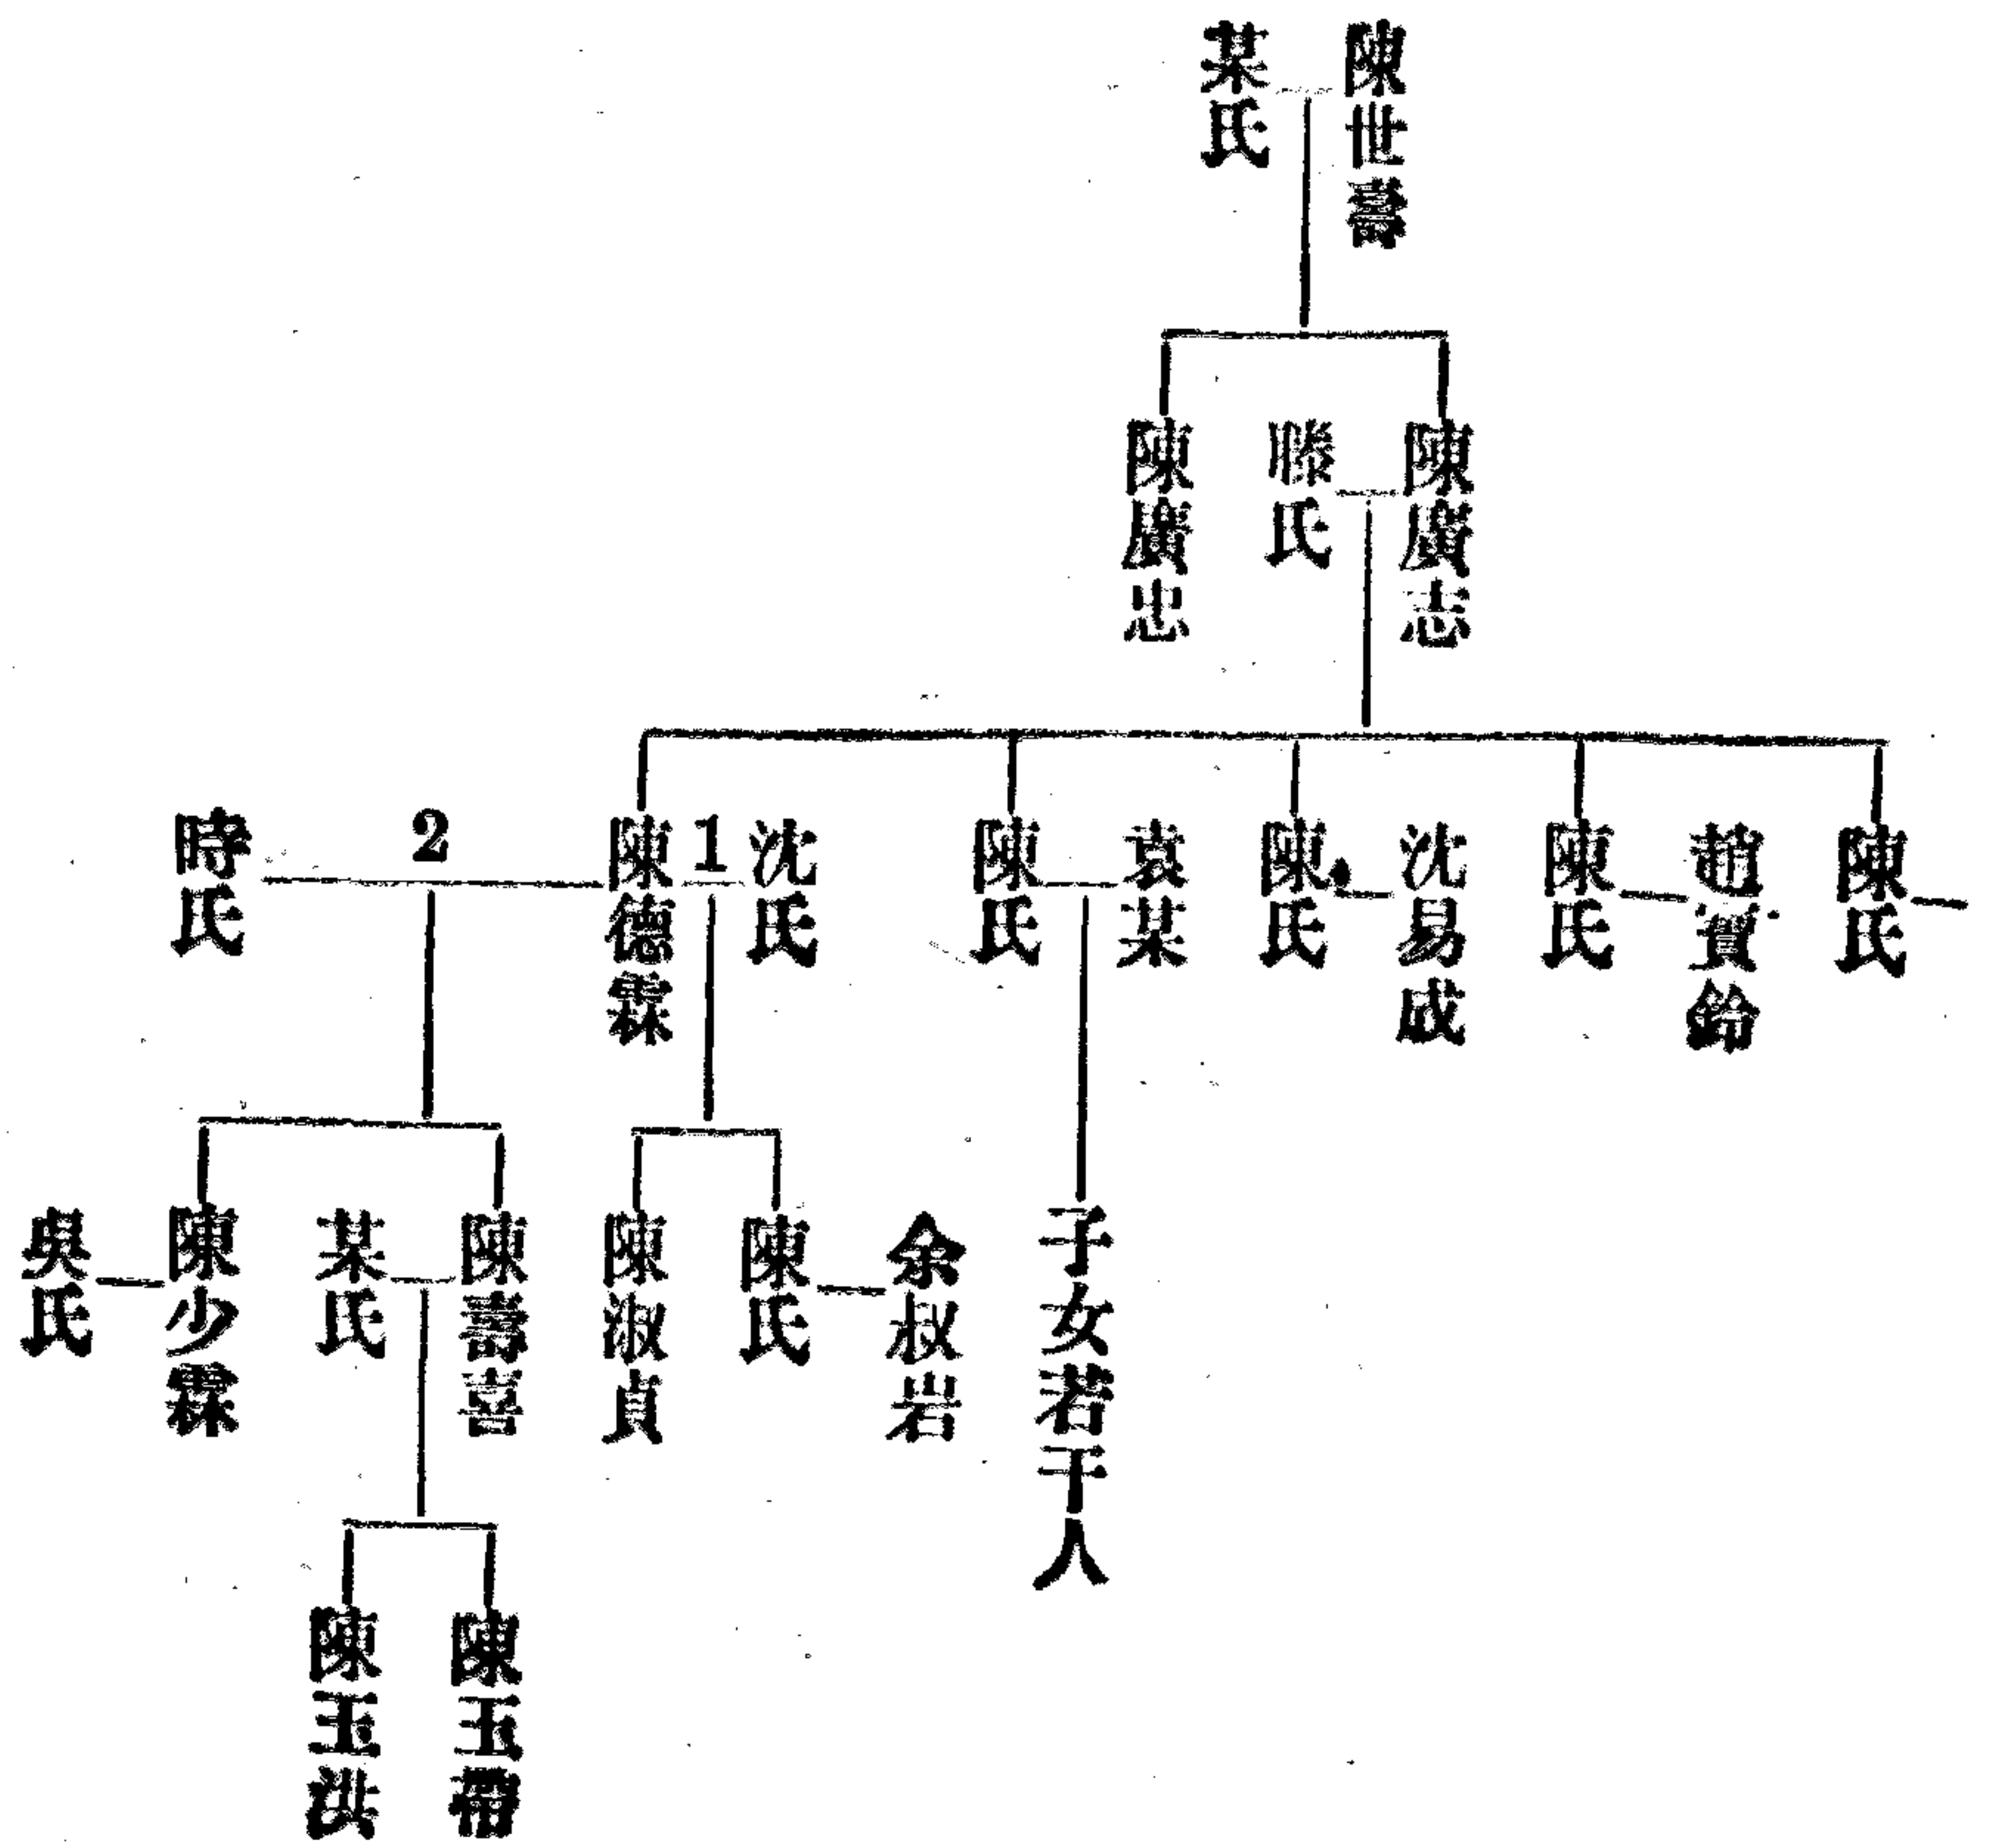 陳世壽
某氏
陳廣志
滕氏
陳廣忠
陳氏
趙寶鈴
陳氏
沈易成
陳氏
袁某
陳氏
沈氏
1
陳德霖
2
時氏
子女若干人
余叔岩
陳氏
陳淑貞
陳壽喜
某氏
陳少霖
吳氏
陳玉
陳玉洪